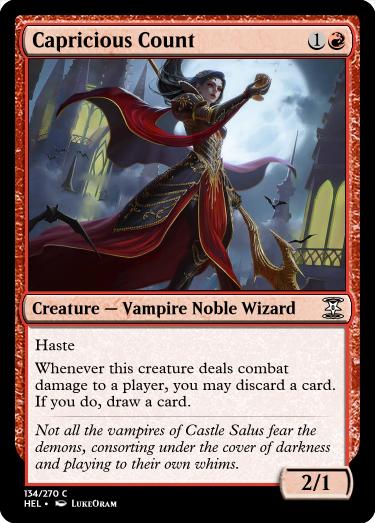 Capricious Count 1
Creature — Vampire Noble Wizard
Haste
Whenever this creature deals combat
damage to a player, you may discard a card.
If you do, draw a card.
Not all the vampires of Castle Salus fear the
demons, consorting under the cover of darkness
and playing to their own whims.
2/1
134/270 C
HEL • LukeOram